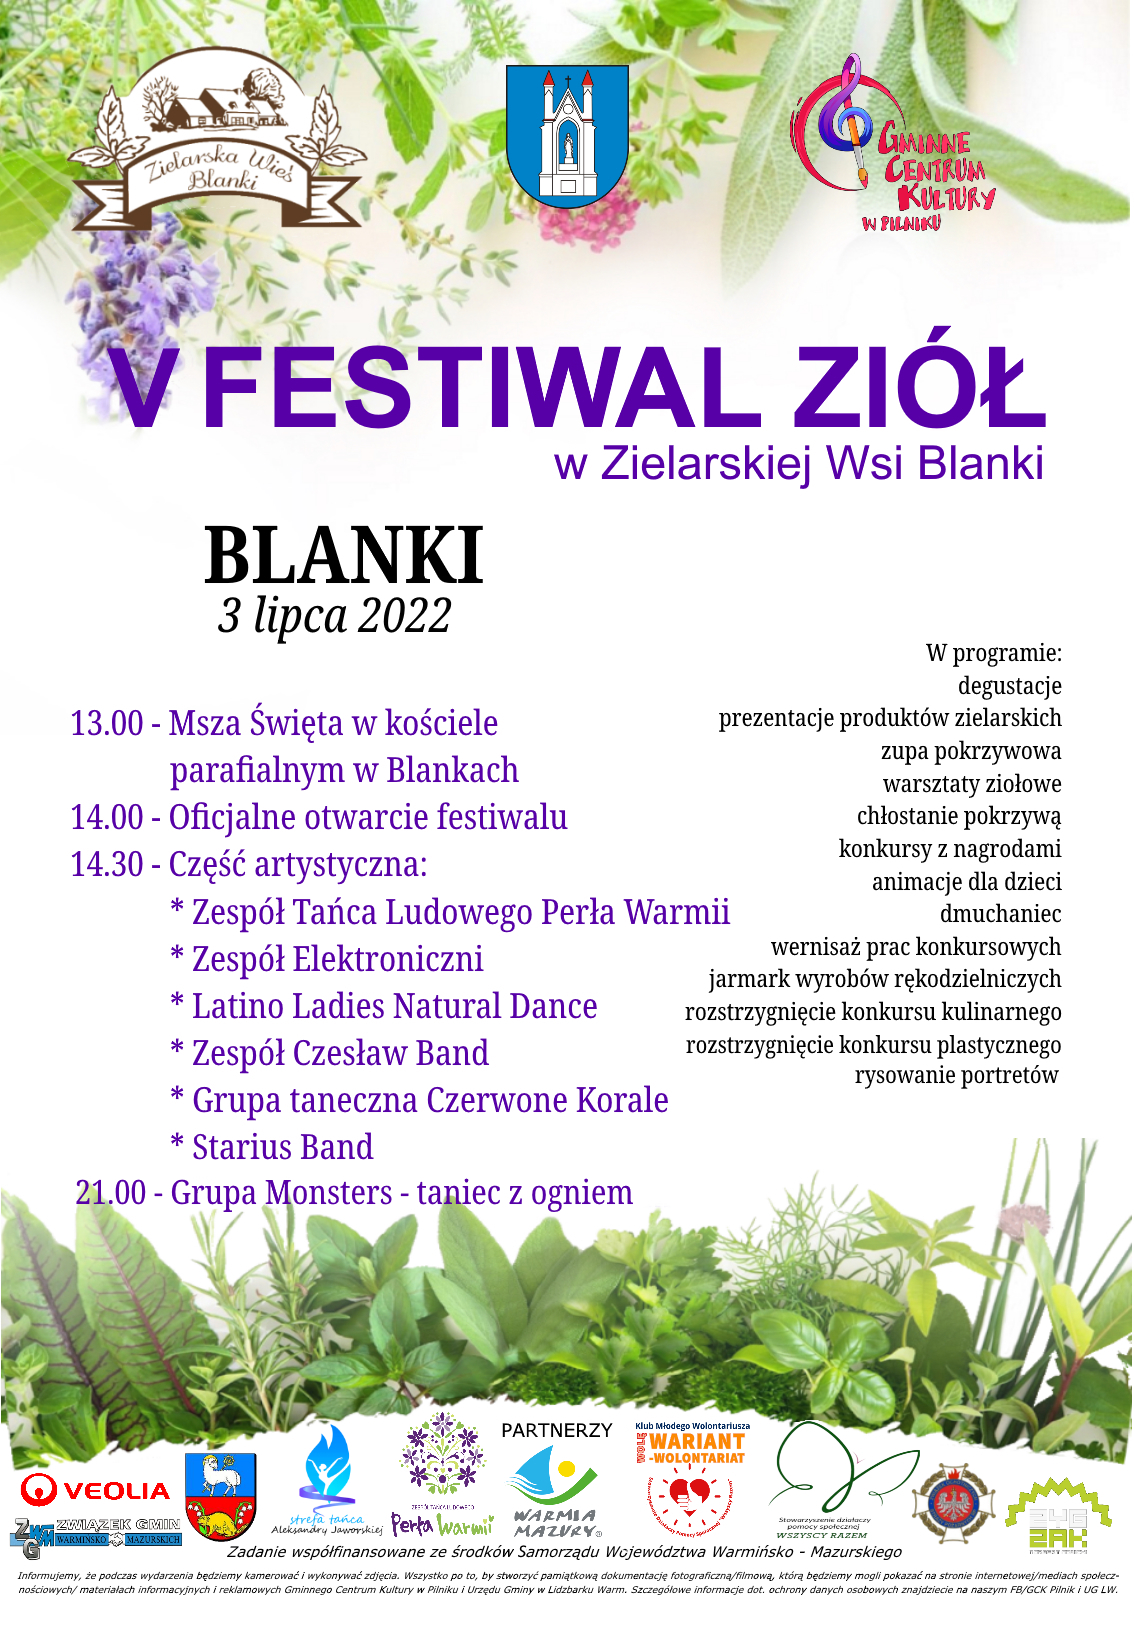 Zielarska Wieś
Blanki
GMINNE
CENTRUM
KULTURY
W PILNIKU
V FESTIWAL ZIÓŁ
w Zielarskiej Wsi Blanki
BLANKI
3 lipca 2022
13.00 - Msza Święta w kościele
parafialnym w Blankach
14.00 - Oficjalne otwarcie festiwalu
14.30 - Część artystyczna:
* Zespół Tańca Ludowego Perła Warmii
* Zespół Elektroniczni
* Latino Ladies Natural Dance
* Zespół Czesław Band
* Grupa taneczna Czerwone Korale
* Starius Band
21.00 - Grupa Monsters - taniec z ogniem
W programie:
degustacje
prezentacje produktów zielarskich
zupa pokrzywowa
warsztaty ziołowe
chłostanie pokrzywą
konkursy z nagrodami
animacje dla dzieci
dmuchaniec
wernisaż prac konkursowych
jarmark wyrobów rękodzielniczych
rozstrzygnięcie konkursu kulinarnego
rozstrzygnięcie konkursu plastycznego
rysowanie portretów
PARTNERZY
VEOLIA
ZWGM
ZWIĄZEK GMIN
WARMIŃSKO MAZURSKICH
strefa tańca
Aleksandry Jaworskiej
ZESPÓŁ TAŃCA LUDOWEGO
Perła Warmii
WARMIA
MAZURY®
Klub Młodego Wolontariusza
WOLĘ
WARIANT
-WOLONTARIAT
Stowarzyszenie działaczy
pomocy społecznej
WSZYSCY RAZEM
ZYG
ZAK
Zadanie współfinansowane ze środków Samorządu Województwa Warmińsko - Mazurskiego
Informujemy, że podczas wydarzenia będziemy kamerować i wykonywać zdjęcia. Wszystko po to, by stworzyć pamiątkową dokumentację fotograficzną/filmową, którą będziemy mogli pokazać na stronie internetowej/mediach społecz-
nościowych/ materiałach informacyjnych i reklamowych Gminnego Centrum Kultury w Pilniku i Urzędu Gminy w Lidzbarku Warm. Szczegółowe informacje dot. ochrony danych osobowych znajdziecie na naszym FB/GCK Pilnik i UG LW.